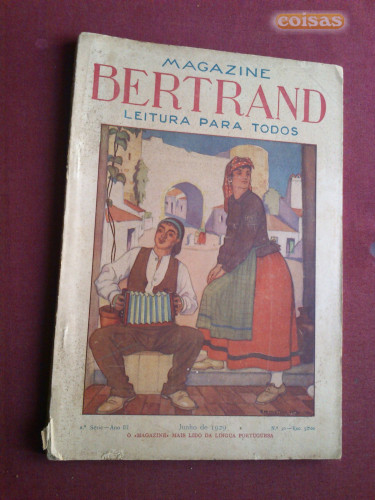 coisas
MAGAZINE
BERTRAND
LEITURA PARA TODOS
Junho de 1929
O «MAGAZINE» MAIS LIDO DA LINGUA PORTUGUESA